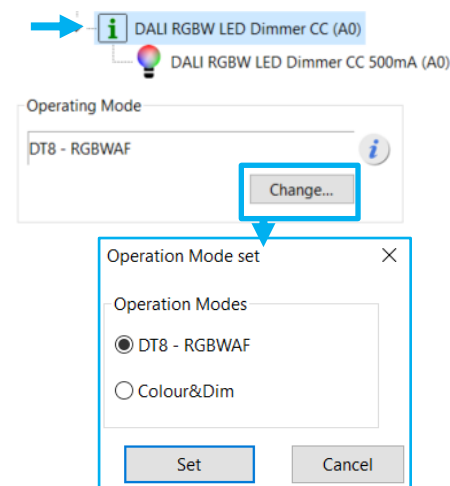 DALI RGBW LED Dimmer CC (A0)
DALI RGBW LED Dimmer CC 500mA (A0)
Operating Mode
DT8 - RGBWAF
Change...
Operation Mode set
Operation Modes
DT8 - RGBWAF
Colour&Dim
Set Cancel